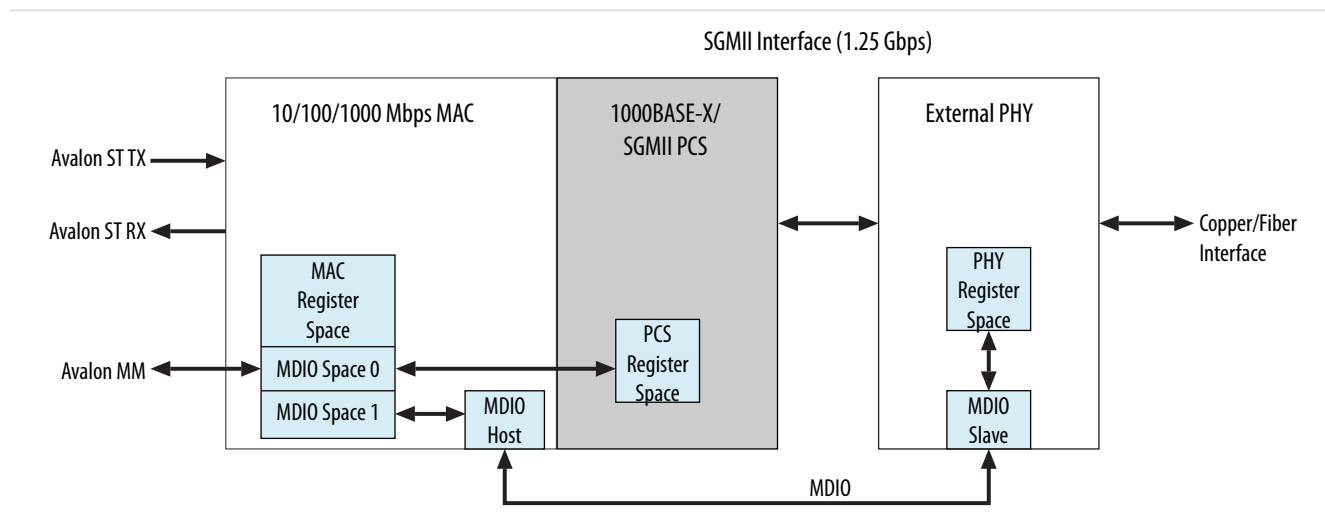 SGMII Interface (1.25 Gbps)
10/100/1000 Mbps MAC
1000BASE-X/
SGMII PCS
External PHY
Avalon ST TX
Avalon ST RX
Copper/Fiber
Interface
MAC
Register
Space
PHY
Register
Space
PCS
Register
Space
Avalon MM
MDIO Space 0
MDIO Space 1
MDIO
Host
MDIO
Slave
MDIO